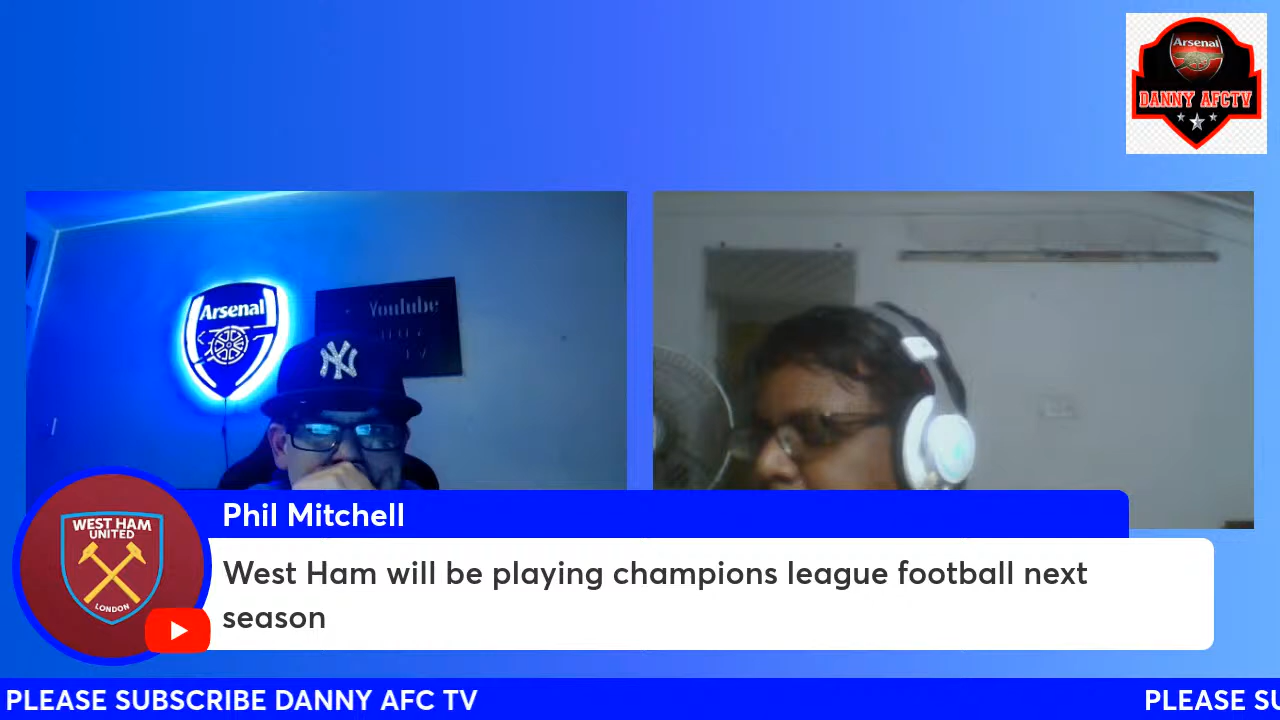 Arsenal
DANNY AFCTV
Arsenal
Youtube
NY
Phil Mitchell
WEST HAM
UNITED
LONDON
West Ham will be playing champions league football next
season
PLEASE SUBSCRIBE DANNY AFC TV
PLEASE SU